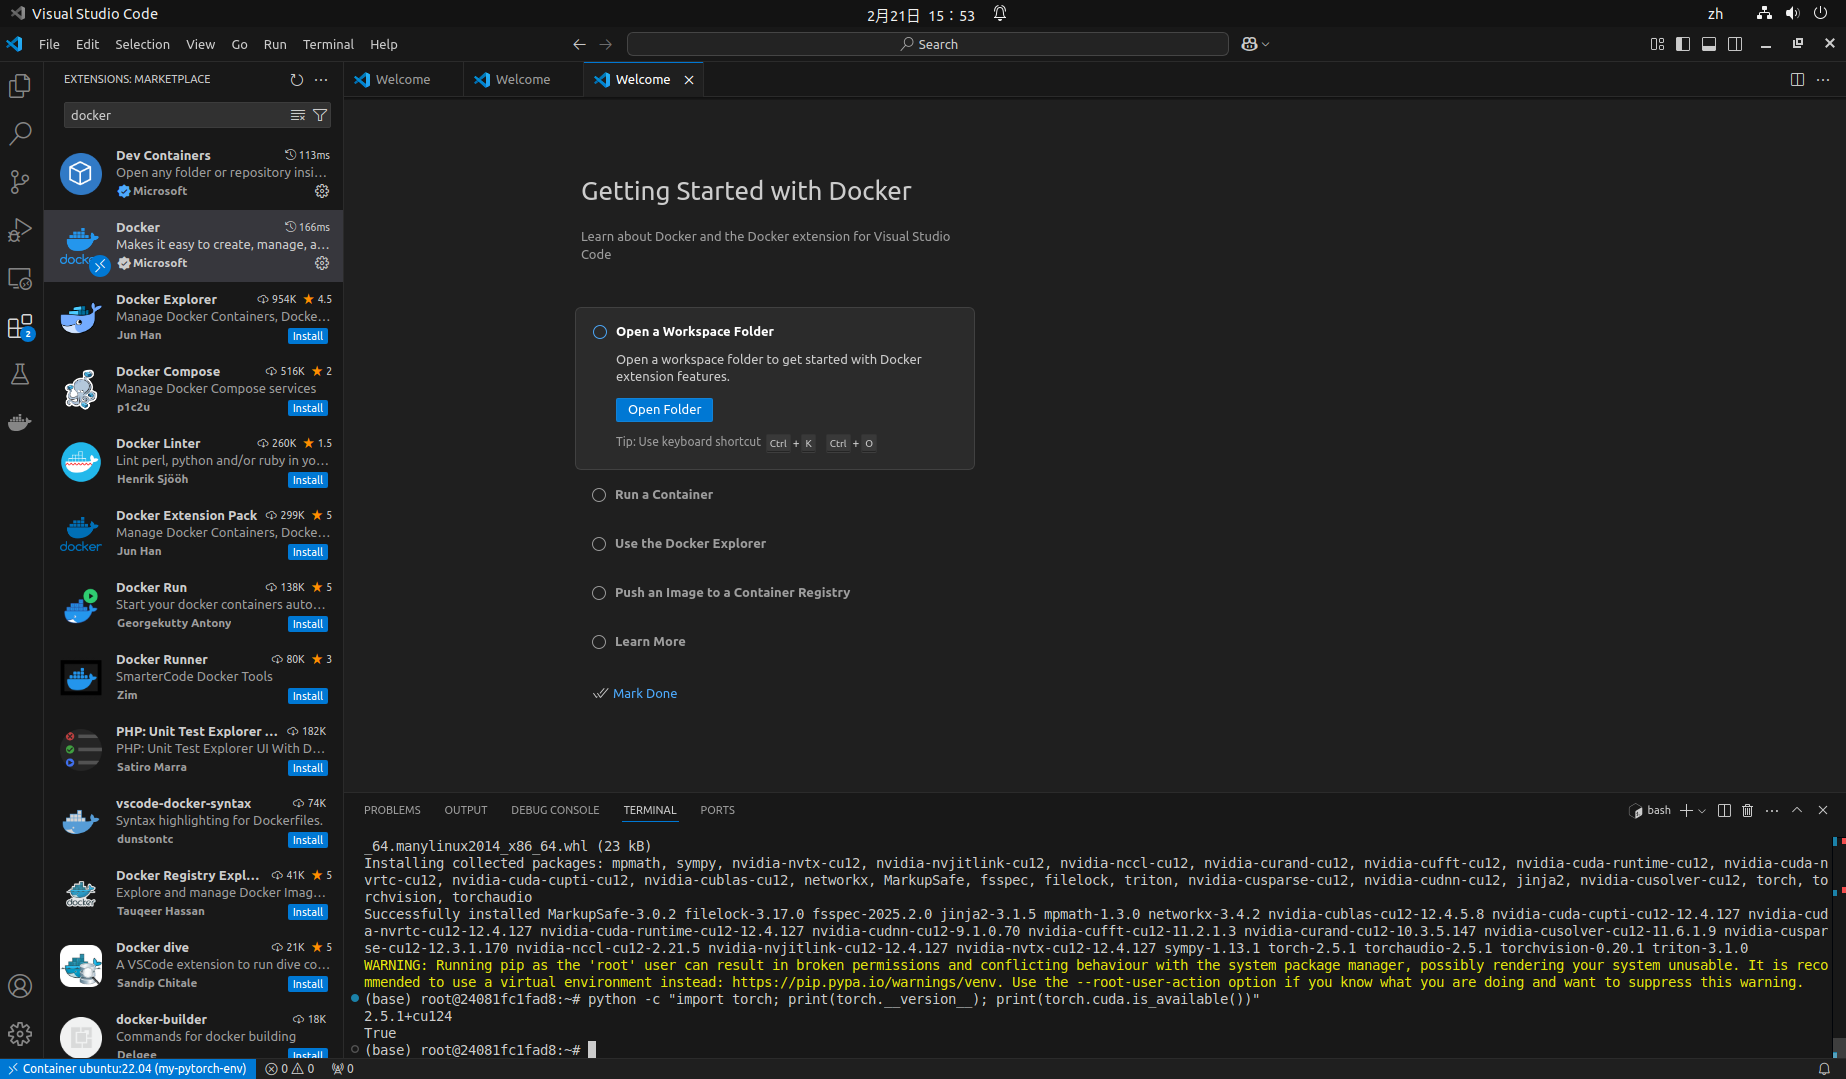 Visual Studio Code
2月21日 15：53
zh
File Edit Selection View Go Run Terminal Help
Search
EXTENSIONS: MARKETPLACE
docker
Dev Containers 113ms
Open any folder or repository insi...
Microsoft
Docker 166ms
Makes it easy to create, manage, a...
Microsoft
Docker Explorer 954K 4.5
Manage Docker Containers, Docke...
Jun Han Install
Docker Compose 516K 2
Manage Docker Compose services
p1c2u Install
Docker Linter 260K 1.5
Lint perl, python and/or ruby in yo...
Henrik Sjööh Install
Docker Extension Pack 299K 5
Manage Docker Containers, Docke...
Jun Han Install
Docker Run 138K 5
Start your docker containers auto...
Georgekutty Antony Install
Docker Runner 80K 3
SmarterCode Docker Tools
Zim Install
PHP: Unit Test Explorer ... 182K
PHP: Unit Test Explorer UI With D...
Satiro Marra Install
vscode-docker-syntax 74K
Syntax highlighting for Dockerfiles.
dunstontc Install
Docker Registry Expl... 41K 5
Explore and manage Docker Imag...
Tauqeer Hassan Install
Docker dive 21K 5
A VSCode extension to run dive co...
Sandip Chitale Install
docker-builder 18K
Commands for docker building
Delgee Install
2
Welcome Welcome Welcome
Getting Started with Docker
Learn about Docker and the Docker extension for Visual Studio
Code
Open a Workspace Folder
Open a workspace folder to get started with Docker
extension features.
Open Folder
Tip: Use keyboard shortcut Ctrl + K Ctrl + O
Run a Container
Use the Docker Explorer
Push an Image to a Container Registry
Learn More
Mark Done
PROBLEMS OUTPUT DEBUG CONSOLE TERMINAL PORTS
bash
_64.manylinux2014_x86_64.whl (23 kB)
Installing collected packages: mpmath, sympy, nvidia-nvtx-cu12, nvidia-nvjitlink-cu12, nvidia-nccl-cu12, nvidia-curand-cu12, nvidia-cufft-cu12, nvidia-cuda-runtime-cu12, nvidia-cuda-n
vrtc-cu12, nvidia-cuda-cupti-cu12, nvidia-cublas-cu12, networkx, MarkupSafe, fsspec, filelock, triton, nvidia-cusparse-cu12, nvidia-cudnn-cu12, jinja2, nvidia-cusolver-cu12, torch, to
rchvision, torchaudio
Successfully installed MarkupSafe-3.0.2 filelock-3.17.0 fsspec-2025.2.0 jinja2-3.1.5 mpmath-1.3.0 networkx-3.4.2 nvidia-cublas-cu12-12.4.5.8 nvidia-cuda-cupti-cu12-12.4.127 nvidia-cud
a-nvrtc-cu12-12.4.127 nvidia-cuda-runtime-cu12-12.4.127 nvidia-cudnn-cu12-9.1.0.70 nvidia-cufft-cu12-11.2.1.3 nvidia-curand-cu12-10.3.5.147 nvidia-cusolver-cu12-11.6.1.9 nvidia-cuspar
se-cu12-12.3.1.170 nvidia-nccl-cu12-2.21.5 nvidia-nvjitlink-cu12-12.4.127 nvidia-nvtx-cu12-12.4.127 sympy-1.13.1 torch-2.5.1 torchaudio-2.5.1 torchvision-0.20.1 triton-3.1.0
WARNING: Running pip as the 'root' user can result in broken permissions and conflicting behaviour with the system package manager, possibly rendering your system unusable. It is reco
mmended to use a virtual environment instead: https://pip.pypa.io/warnings/venv. Use the --root-user-action option if you know what you are doing and want to suppress this warning.
(base) root@24081fc1fad8:~# python -c "import torch; print(torch.__version__); print(torch.cuda.is_available())"
2.5.1+cu124
True
(base) root@24081fc1fad8:~#
Container ubuntu:22.04 (my-pytorch-env) 0 0 0